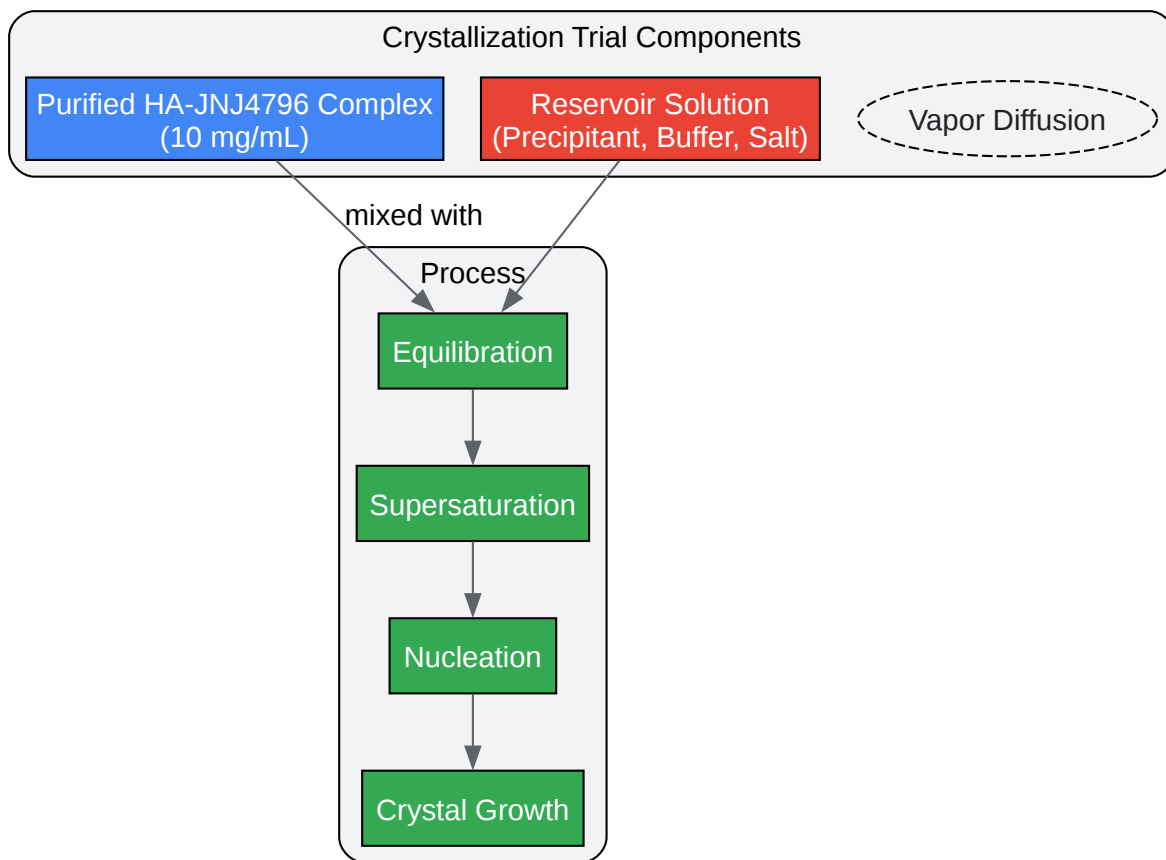 Crystallization Trial Components
Purified HA-JNJ4796 Complex
(10 mg/mL)
Reservoir Solution
(Precipitant, Buffer, Salt)
Vapor Diffusion
mixed with
Process
Equilibration
Supersaturation
Nucleation
Crystal Growth